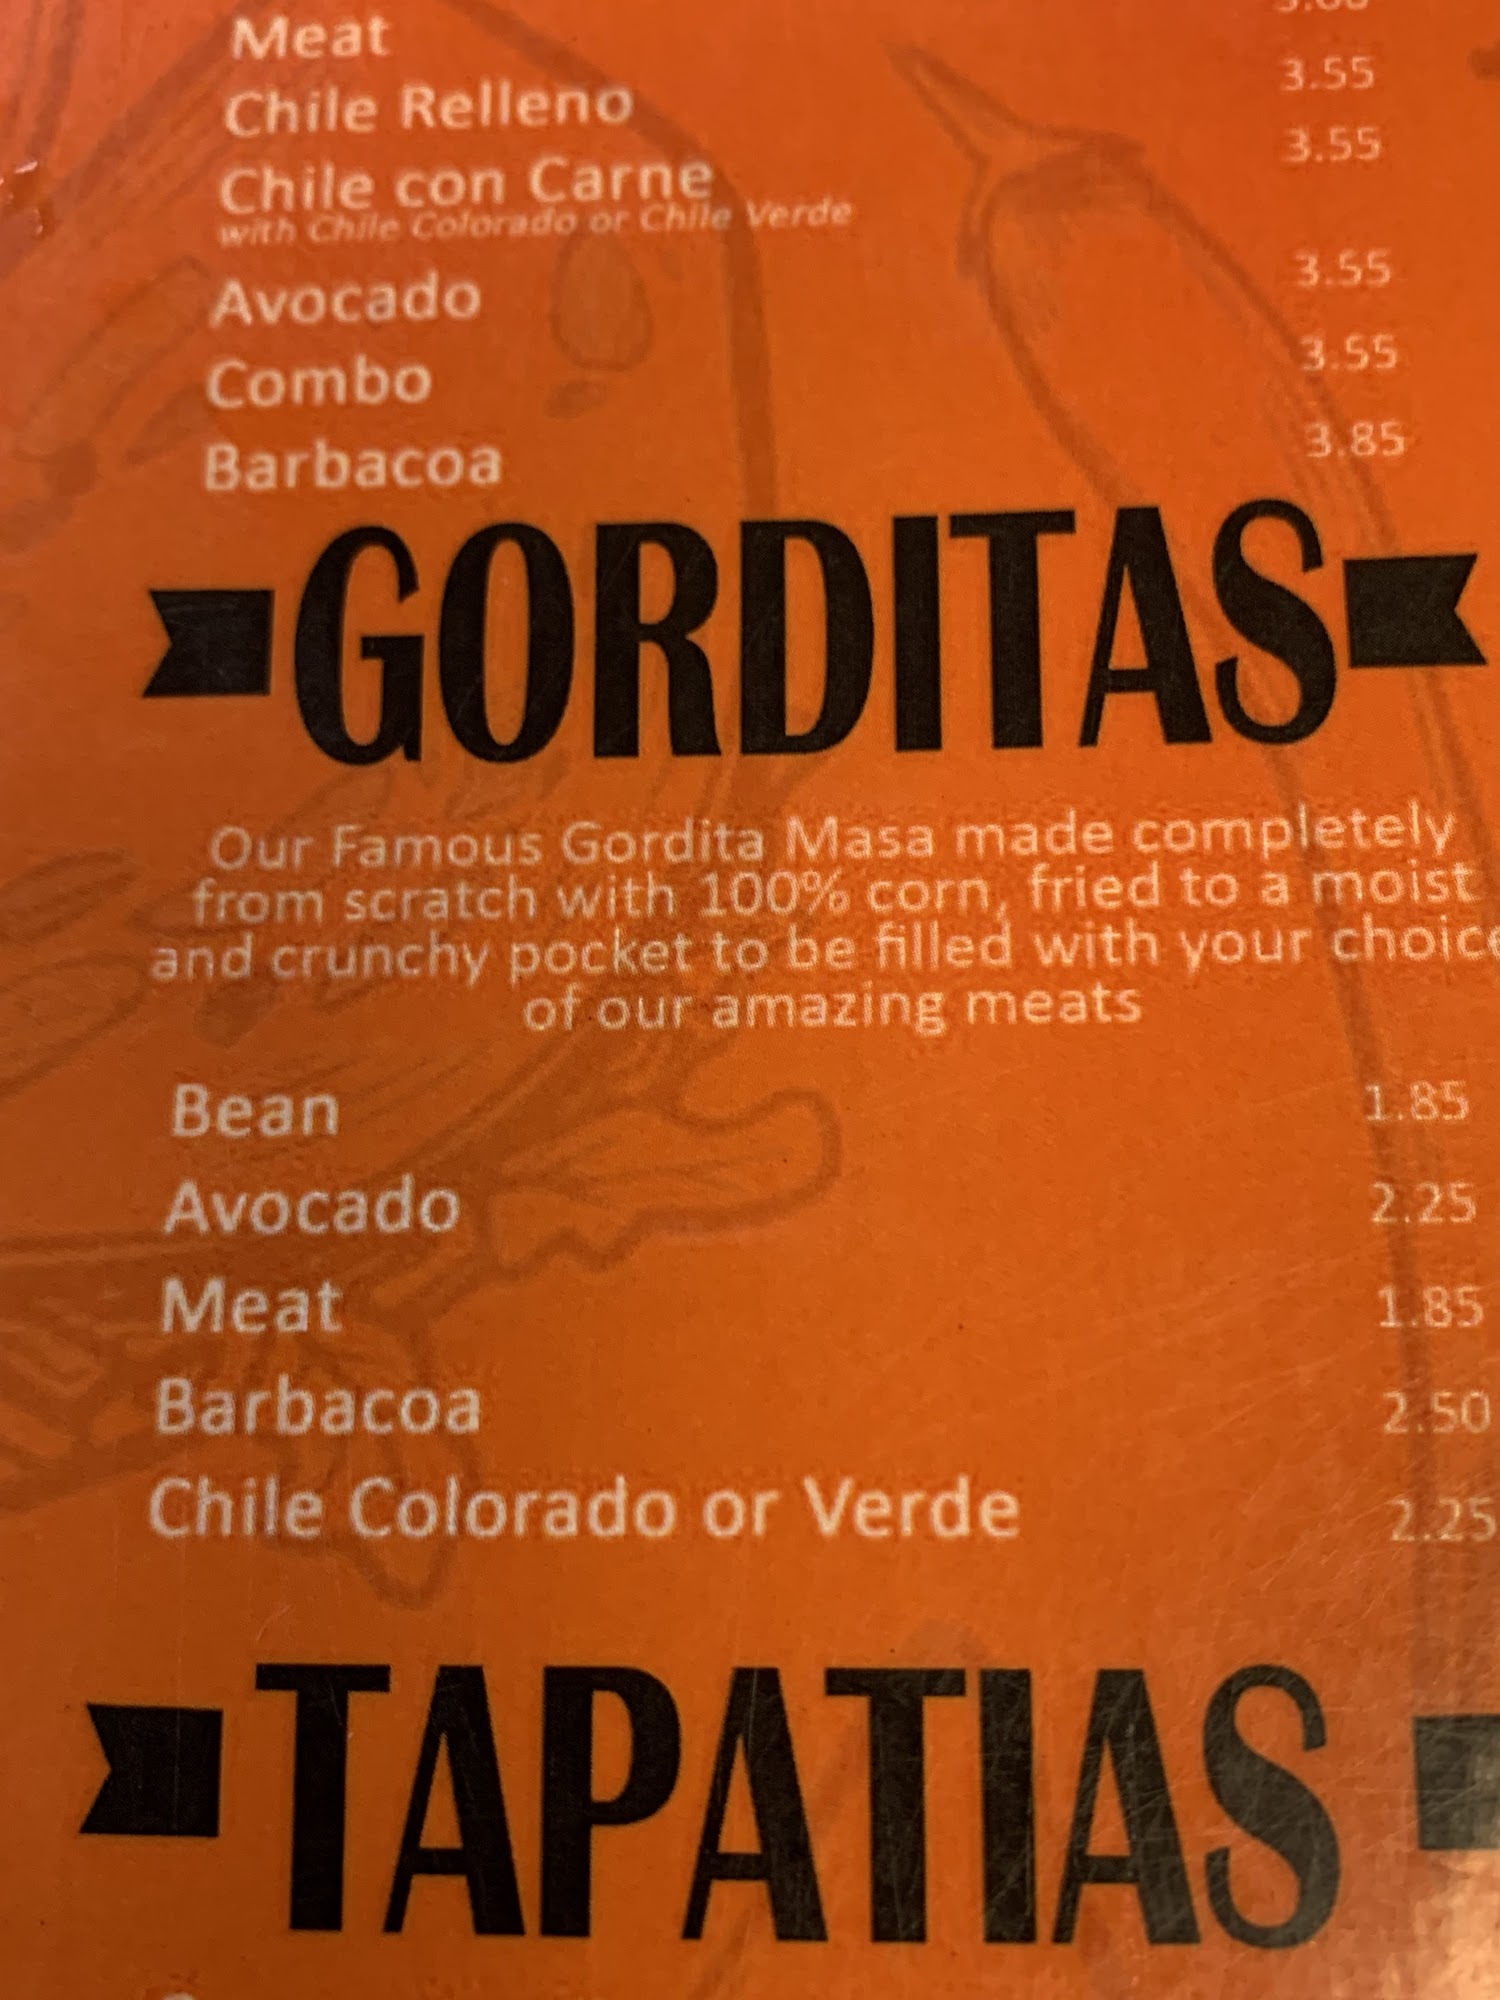 Meat
Chile Relleno 3.55
Chile con Carne 3.55
with Chile Colorado or Chile Verde
Avocado 3.55
Combo 3.55
Barbacoa 3.85
GORDITAS
Our Famous Gordita Masa made completely
from scratch with 100% corn, fried to a moist
and crunchy pocket to be filled with your choice
of our amazing meats
Bean 1.85
Avocado 2.25
Meat 1.85
Barbacoa 2.50
Chile Colorado or Verde 2.25
TAPATIAS